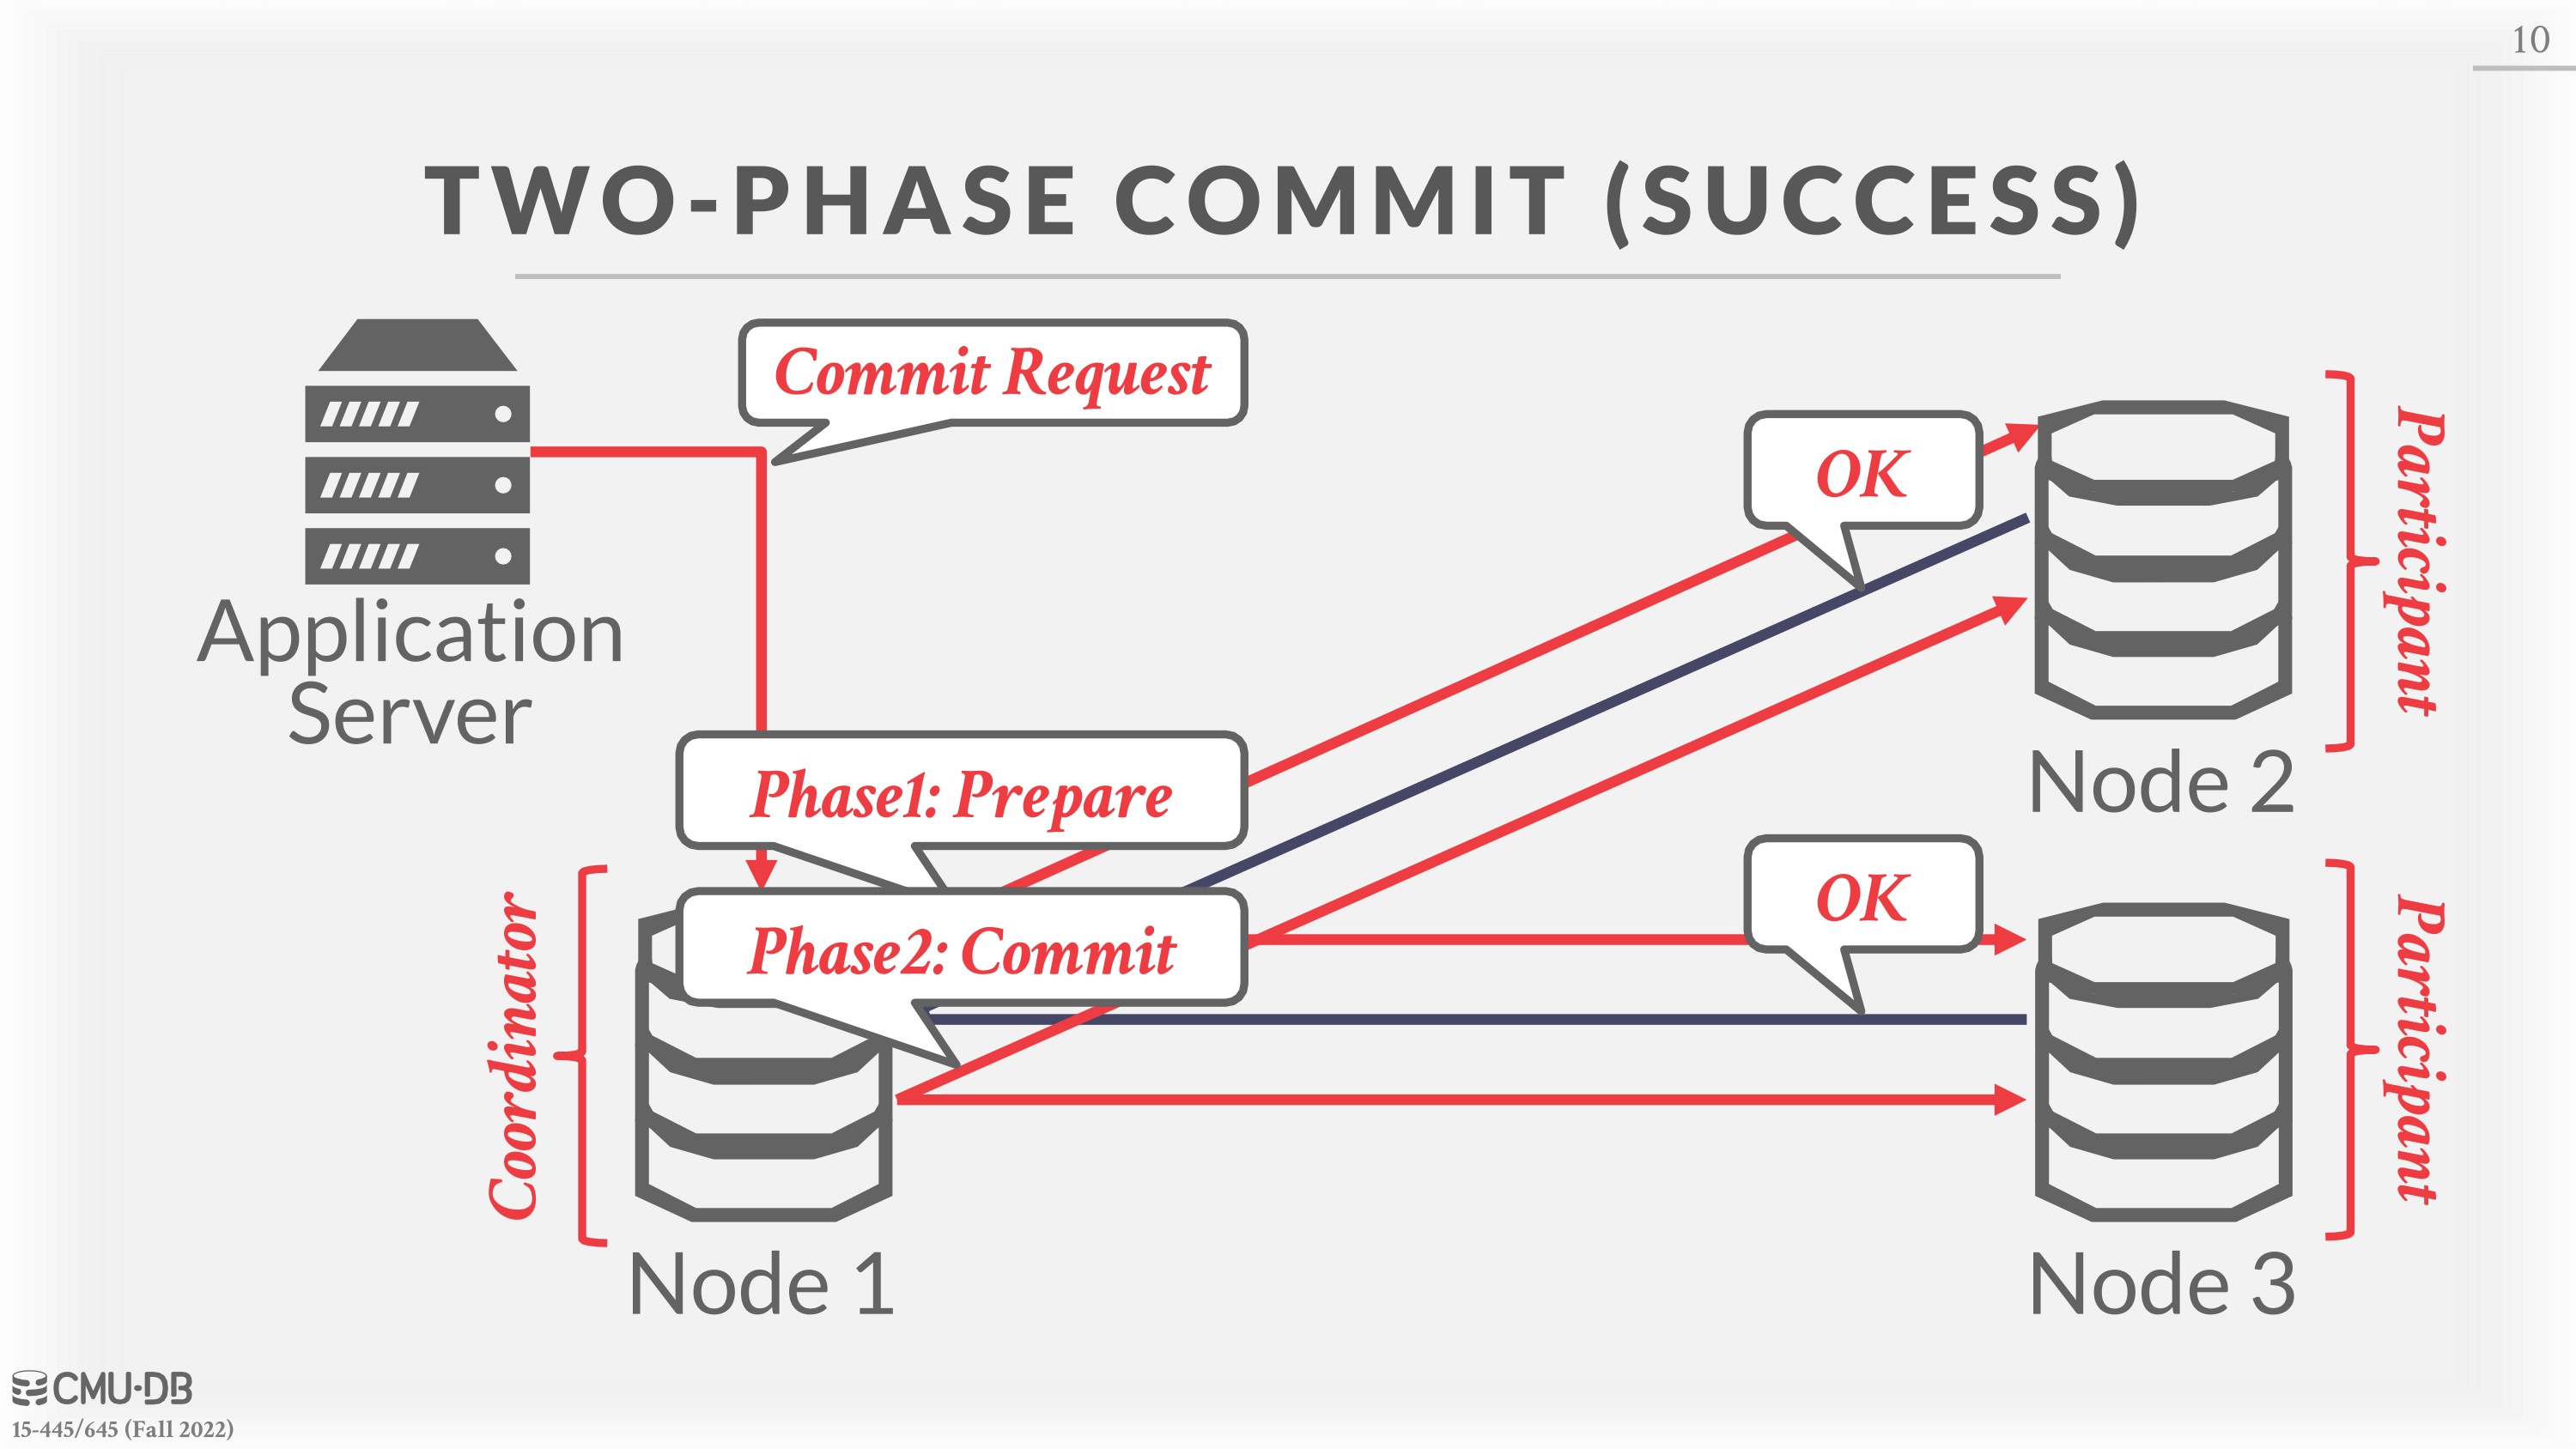 10
TWO-PHASE COMMIT (SUCCESS)
Commit Request
OK
Participant
Application
Server
Phase1: Prepare
Node 2
OK
Phase2: Commit
Coordinator
Participant
Node 1
Node 3
CMU·DB
15-445/645 (Fall 2022)